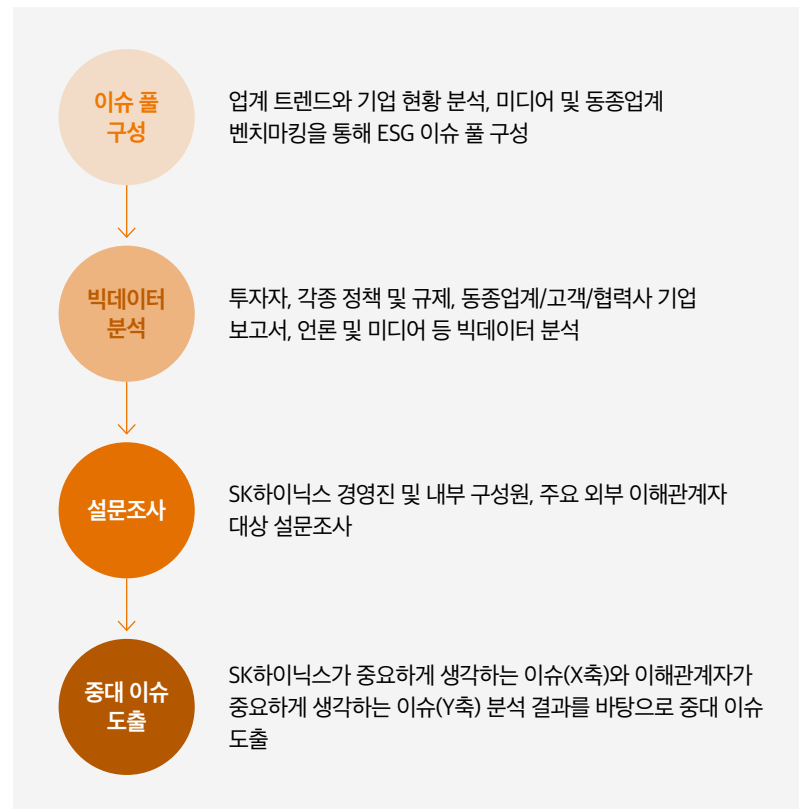 이슈 풀
구성
업계 트렌드와 기업 현황 분석, 미디어 및 동종업계
벤치마킹을 통해 ESG 이슈 풀 구성
빅데이터
분석
투자자, 각종 정책 및 규제, 동종업계/고객/협력사 기업
보고서, 언론 및 미디어 등 빅데이터 분석
설문조사
SK하이닉스 경영진 및 내부 구성원, 주요 외부 이해관계자
대상 설문조사
중대 이슈
도출
SK하이닉스가 중요하게 생각하는 이슈(X축)와 이해관계자가
중요하게 생각하는 이슈(Y축) 분석 결과를 바탕으로 중대 이슈
도출